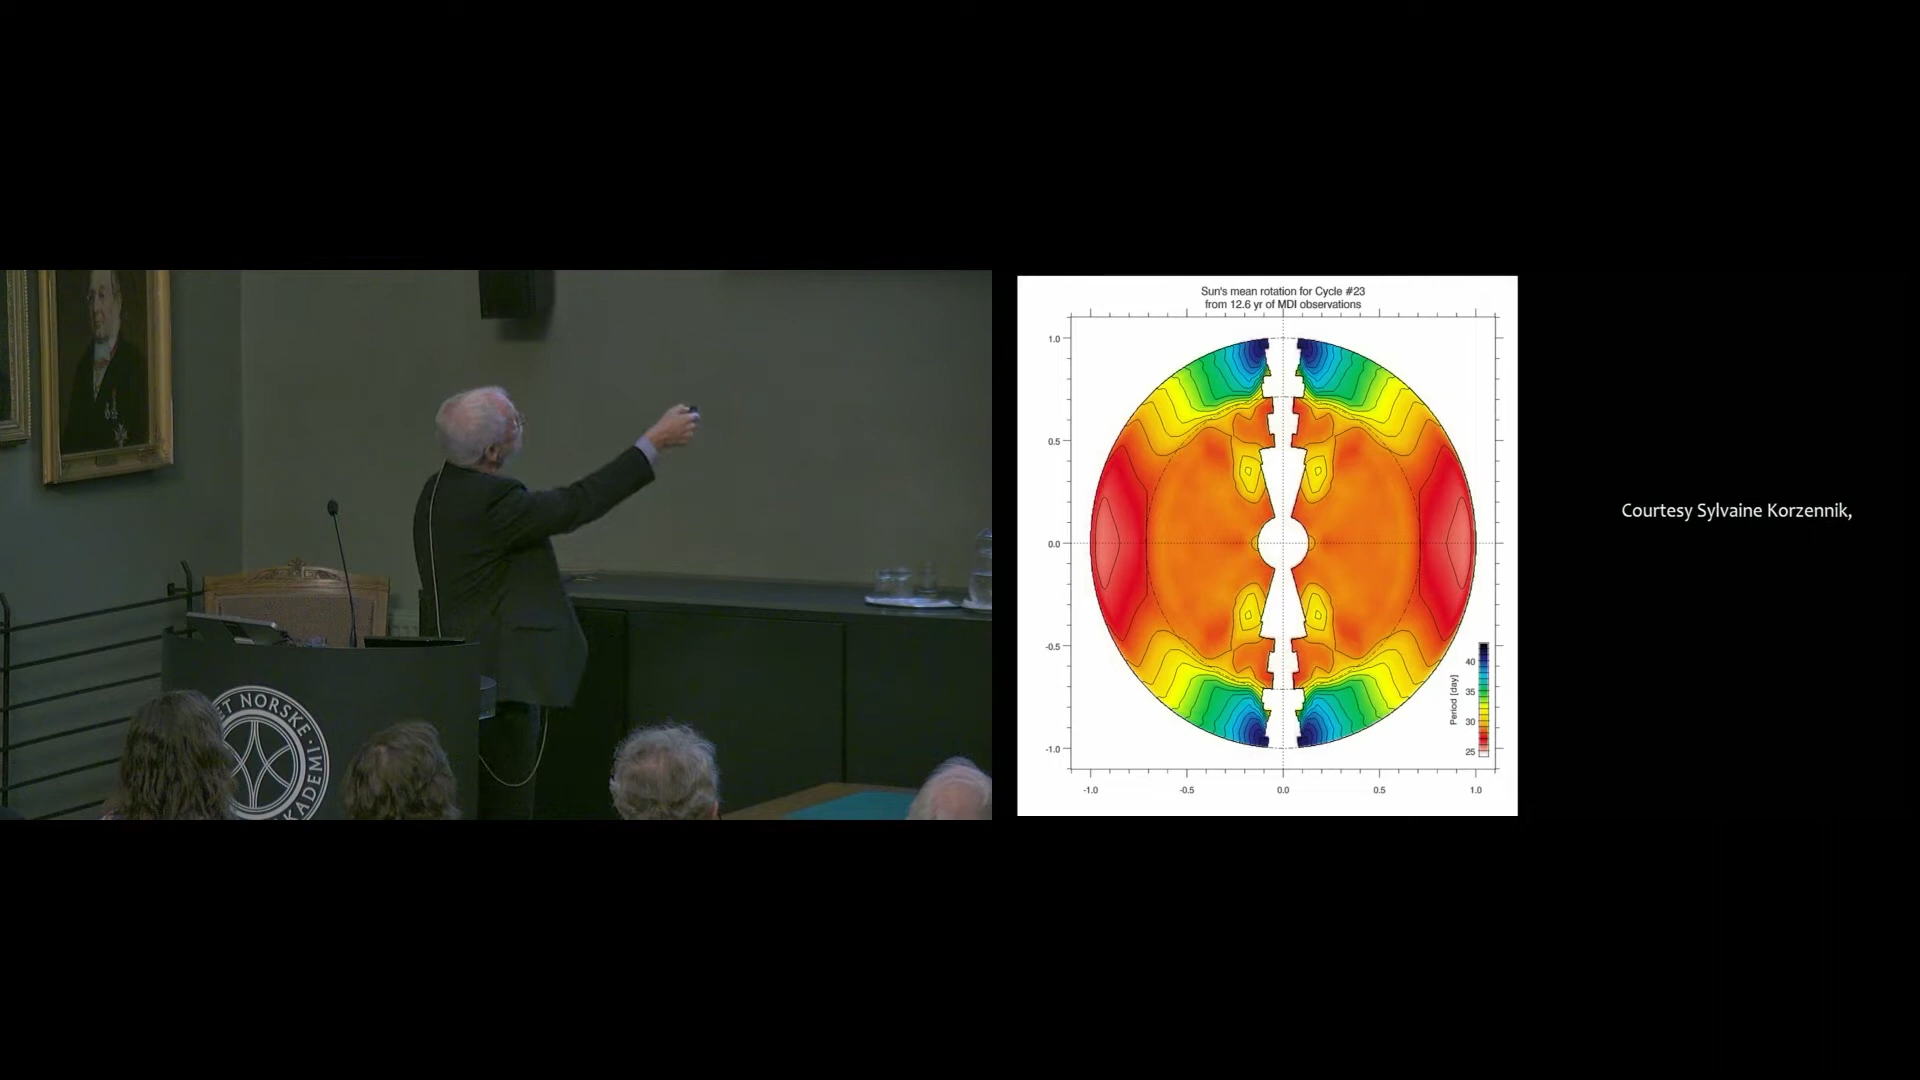 ET NORSKE · 
KADEMI
Sun's mean rotation for Cycle #23
from 12.6 yr of MDI observations
1.0
0.5
0.0
-0.5
-1.0
-1.0
-0.5
0.0
0.5
1.0
Period [day]
40
35
30
25
Courtesy Sylvaine Korzennik,